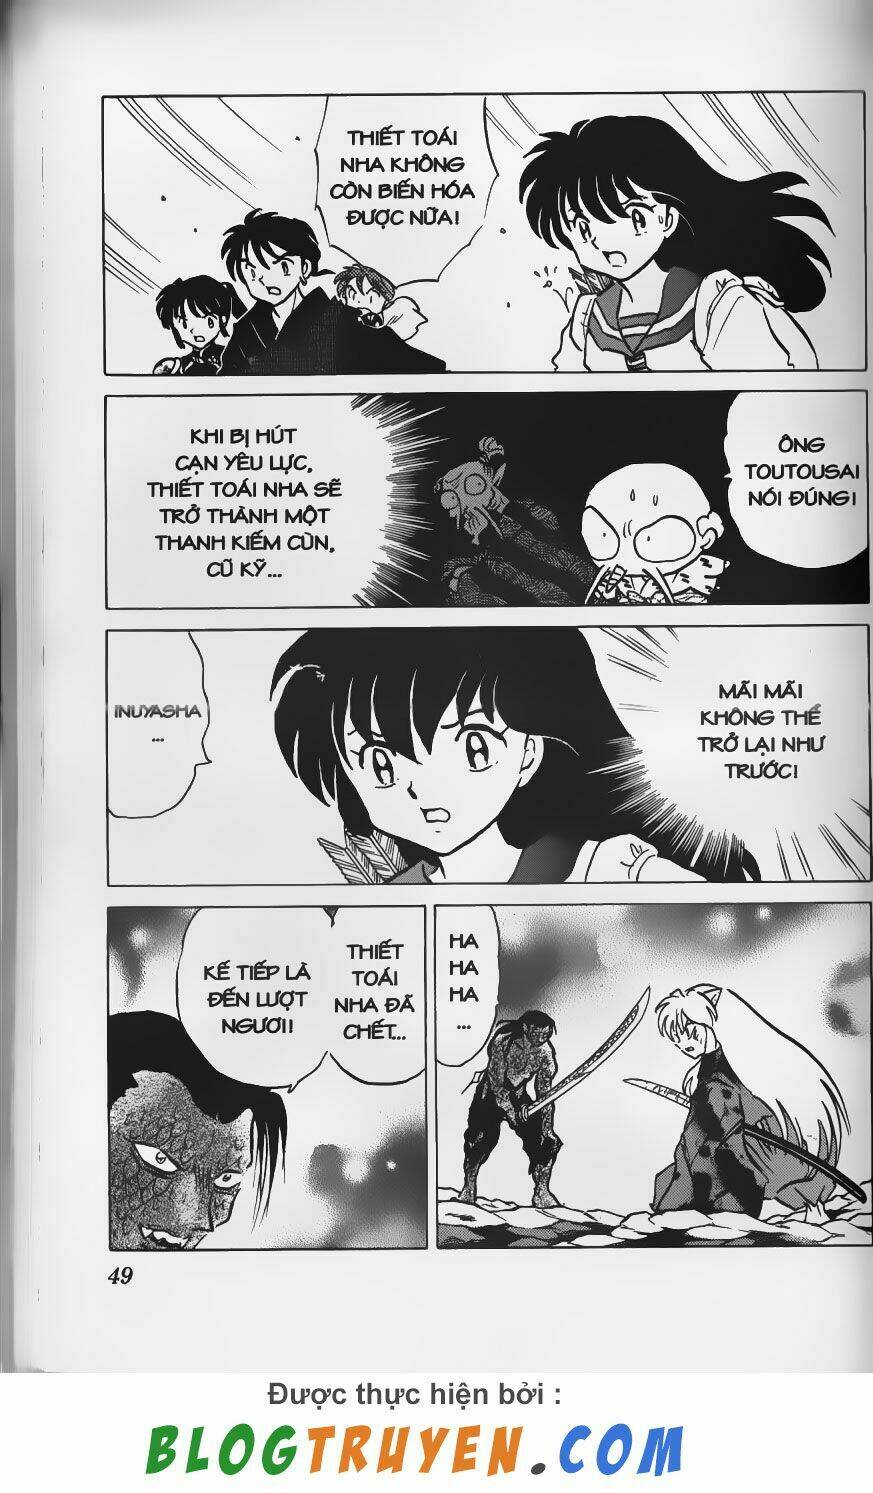 THIẾT TOÁI
NHA KHÔNG
CÒN BIẾN HÓA
ĐƯỢC NỮA!
ÔNG
TOUTOUSAI
NÓI ĐÚNG!
KHI BỊ HÚT
CẠN YÊU LỰC,
THIẾT TOÁI NHA SẼ
TRỞ THÀNH MỘT
THANH KIẾM CÙN,
CŨ KỸ...
MÃI MÃI
KHÔNG THỂ
TRỞ LẠI NHƯ
TRƯỚC!
INUYASHA
...
HA
HA
HA
...
THIẾT
TOÁI
NHA ĐÃ
CHẾT...
KẾ TIẾP LÀ
ĐẾN LƯỢT
NGƯƠI!
49
Được thực hiện bởi :
BLOGTRUYEN.COM